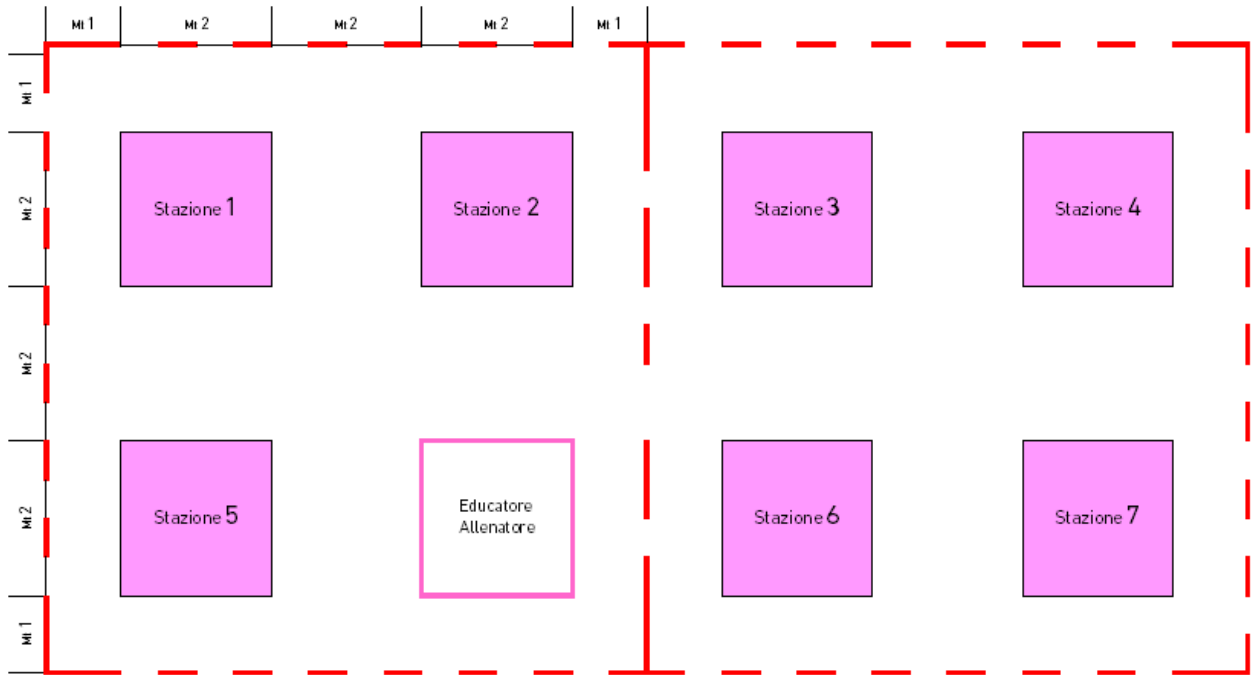 Mt 1 Mt 2 Mt 2 Mt 2 Mt 1
Mt 1
Mt 2
Mt 2
Mt 2
Mt 1
Stazione 1
Stazione 2
Stazione 3
Stazione 4
Stazione 5
Educatore
Allenatore
Stazione 6
Stazione 7